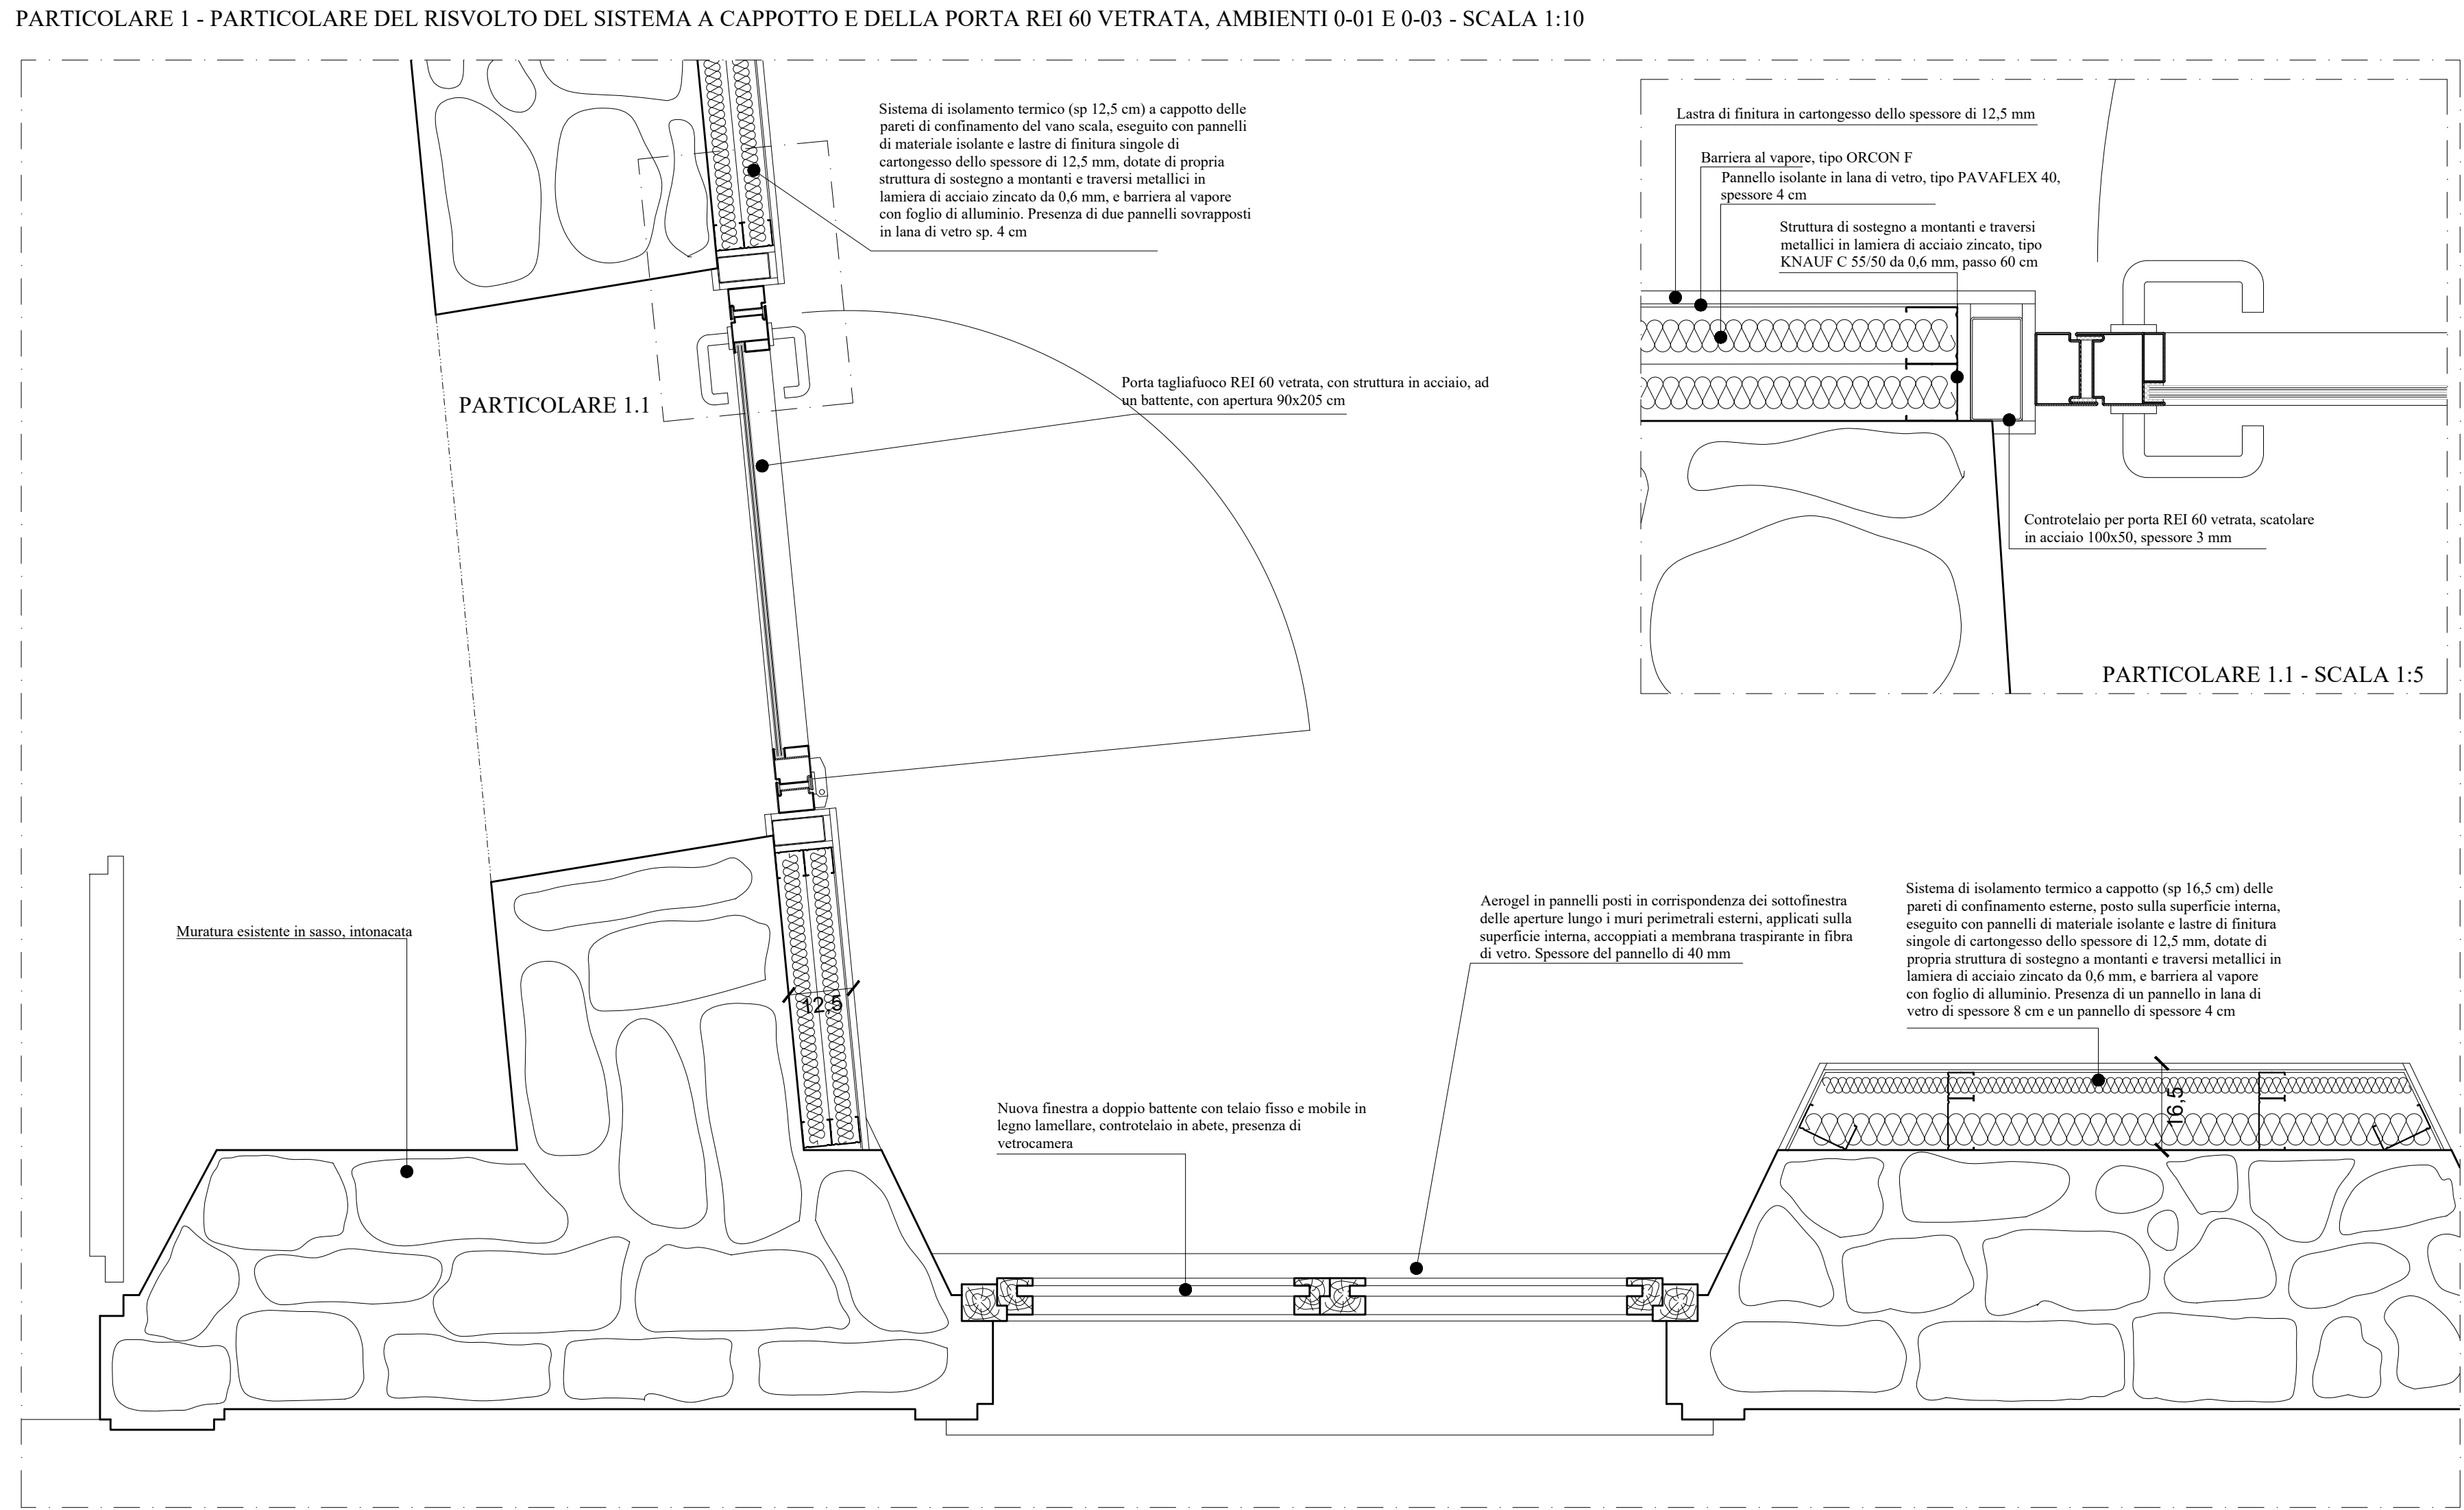 PARTICOLARE 1 - PARTICOLARE DEL RISVOLTO DEL SISTEMA A CAPPOTTO E DELLA PORTA REI 60 VETRATA, AMBIENTI 0-01 E 0-03 - SCALA 1:10
Sistema di isolamento termico (sp 12,5 cm) a cappotto delle
pareti di confinamento del vano scala, eseguito con pannelli
di materiale isolante e lastre di finitura singole di
cartongesso dello spessore di 12,5 mm, dotate di propria
struttura di sostegno a montanti e traversi metallici in
lamiera di acciaio zincato da 0,6 mm, e barriera al vapore
con foglio di alluminio. Presenza di due pannelli sovrapposti
in lana di vetro sp. 4 cm
Lastra di finitura in cartongesso dello spessore di 12,5 mm
Barriera al vapore, tipo ORCON F
Pannello isolante in lana di vetro, tipo PAVAFLEX 40,
spessore 4 cm
Struttura di sostegno a montanti e traversi
metallici in lamiera di acciaio zincato, tipo
KNAUF C 55/50 da 0,6 mm, passo 60 cm
Porta tagliafuoco REI 60 vetrata, con struttura in acciaio, ad
un battente, con apertura 90x205 cm
PARTICOLARE 1.1
Controtelaio per porta REI 60 vetrata, scatolare
in acciaio 100x50, spessore 3 mm
PARTICOLARE 1.1 - SCALA 1:5
Muratura esistente in sasso, intonacata
12,5
Aerogel in pannelli posti in corrispondenza dei sottofinestra
delle aperture lungo i muri perimetrali esterni, applicati sulla
superficie interna, accoppiati a membrana traspirante in fibra
di vetro. Spessore del pannello di 40 mm
Sistema di isolamento termico a cappotto (sp 16,5 cm) delle
pareti di confinamento esterne, posto sulla superficie interna,
eseguito con pannelli di materiale isolante e lastre di finitura
singole di cartongesso dello spessore di 12,5 mm, dotate di
propria struttura di sostegno a montanti e traversi metallici in
lamiera di acciaio zincato da 0,6 mm, e barriera al vapore
con foglio di alluminio. Presenza di un pannello in lana di
vetro di spessore 8 cm e un pannello di spessore 4 cm
16,5
Nuova finestra a doppio battente con telaio fisso e mobile in
legno lamellare, controtelaio in abete, presenza di
vetrocamera